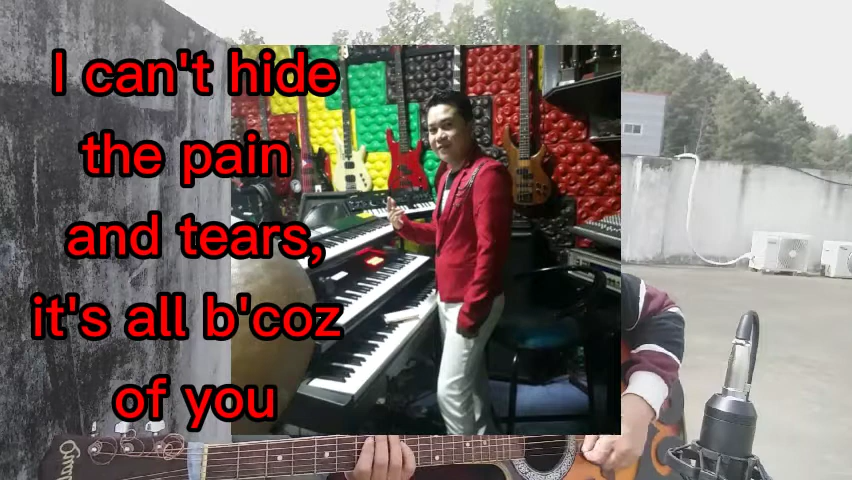 I can't hide
the pain
and tears,
it's all b'coz
of you